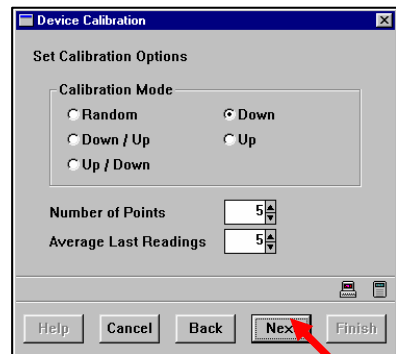 Device Calibration
Set Calibration Options
Calibration Mode
Random Down
Down / Up Up
Up / Down
Number of Points 5
Average Last Readings 5
Help Cancel Back Next Finish